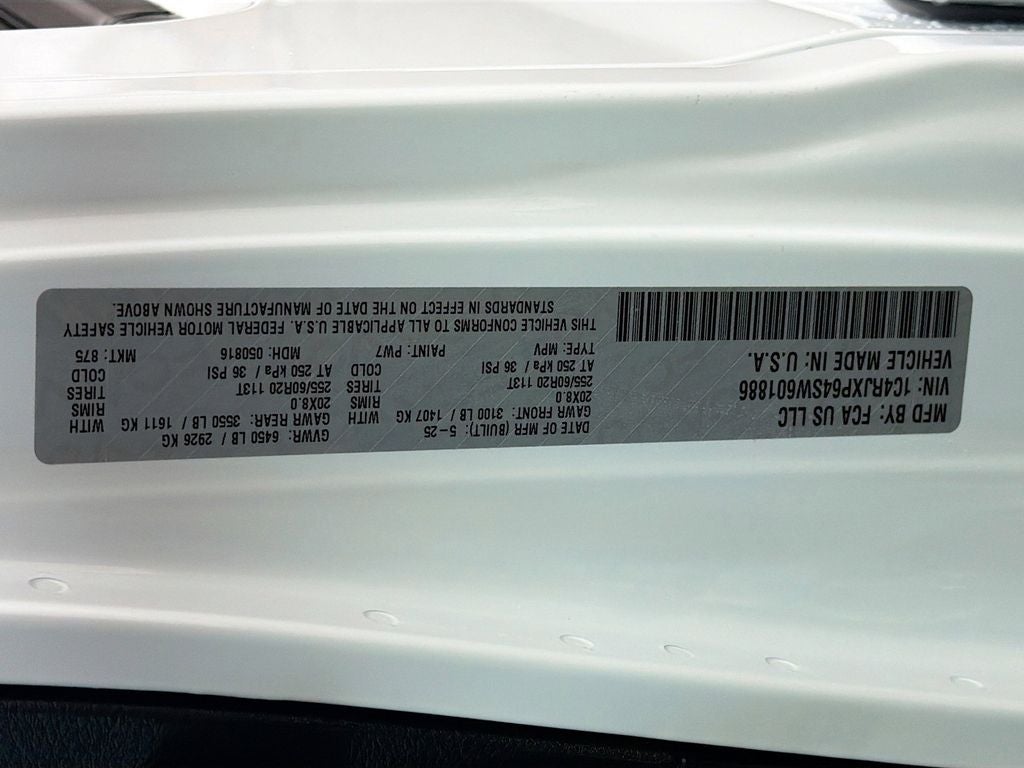 MFD BY: FCA US LLC
VIN: 1C4RJXP64SW601886
VEHICLE MADE IN: U.S.A.
DATE OF MFR (BUILT): 5-25 GVWR: 6450 LB / 2926 KG
GAWR FRONT: 3100 LB / 1407 KG WITH GAWR REAR: 3550 LB / 1611 KG WITH
20X8.0 RIMS 20X8.0 RIMS
255/60R20 113T TIRES 255/60R20 113T TIRES
AT 250 kPa / 36 PSI COLD AT 250 kPa / 36 PSI COLD
TYPE: MPV PAINT: PW7 MDH: 050816 MKT: 875
THIS VEHICLE CONFORMS TO ALL APPLICABLE U.S.A. FEDERAL MOTOR VEHICLE SAFETY
STANDARDS IN EFFECT ON THE DATE OF MANUFACTURE SHOWN ABOVE.